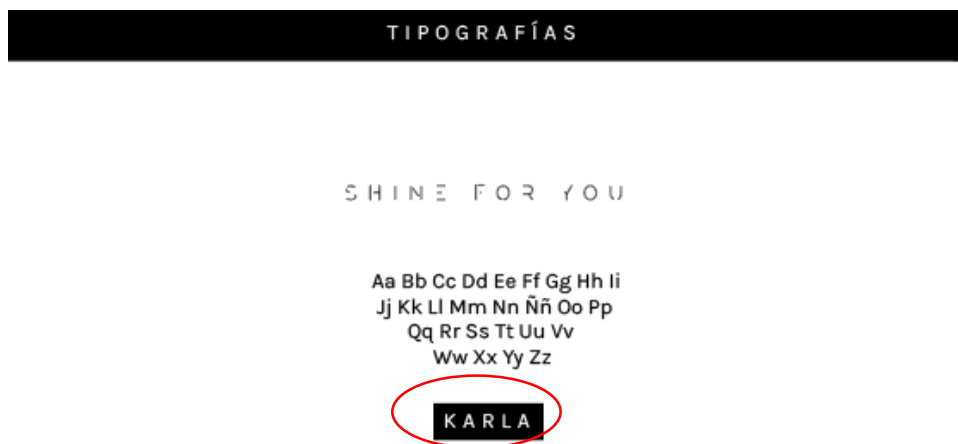 TIPOGRAFÍAS
SHINE FOR YOU
Aa Bb Cc Dd Ee Ff Gg Hh Ii
Jj Kk Ll Mm Nn Ññ Oo Pp
Qq Rr Ss Tt Uu Vv
Ww Xx Yy Zz
KARLA